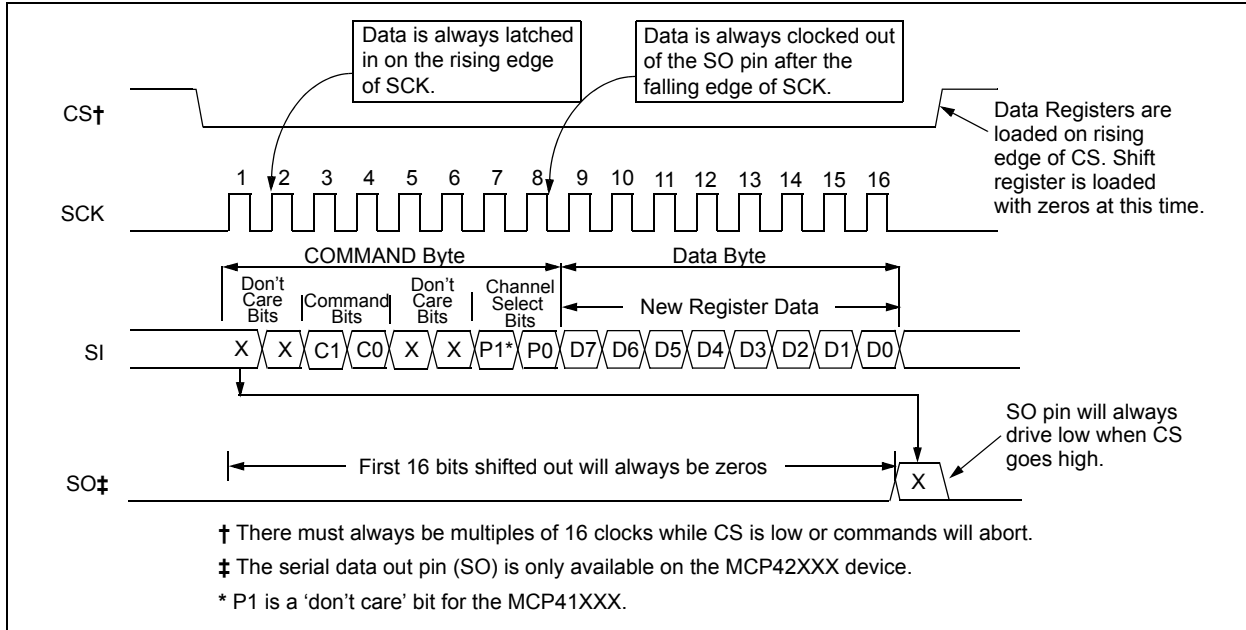 Data is always latched
in on the rising edge
of SCK.
Data is always clocked out
of the SO pin after the
falling edge of SCK.
CS†
Data Registers are
loaded on rising
edge of CS. Shift
register is loaded
with zeros at this time.
1 2 3 4 5 6 7 8 9 10 11 12 13 14 15 16
SCK
COMMAND Byte
Data Byte
Don't
Care
Bits
Command
Bits
Don't
Care
Bits
Channel
Select
Bits
New Register Data
SI
X X C1 C0 X X P1* P0 D7 D6 D5 D4 D3 D2 D1 D0
SO pin will always
drive low when CS
goes high.
First 16 bits shifted out will always be zeros
X
SO‡
† There must always be multiples of 16 clocks while CS is low or commands will abort.
‡ The serial data out pin (SO) is only available on the MCP42XXX device.
* P1 is a ‘don’t care’ bit for the MCP41XXX.